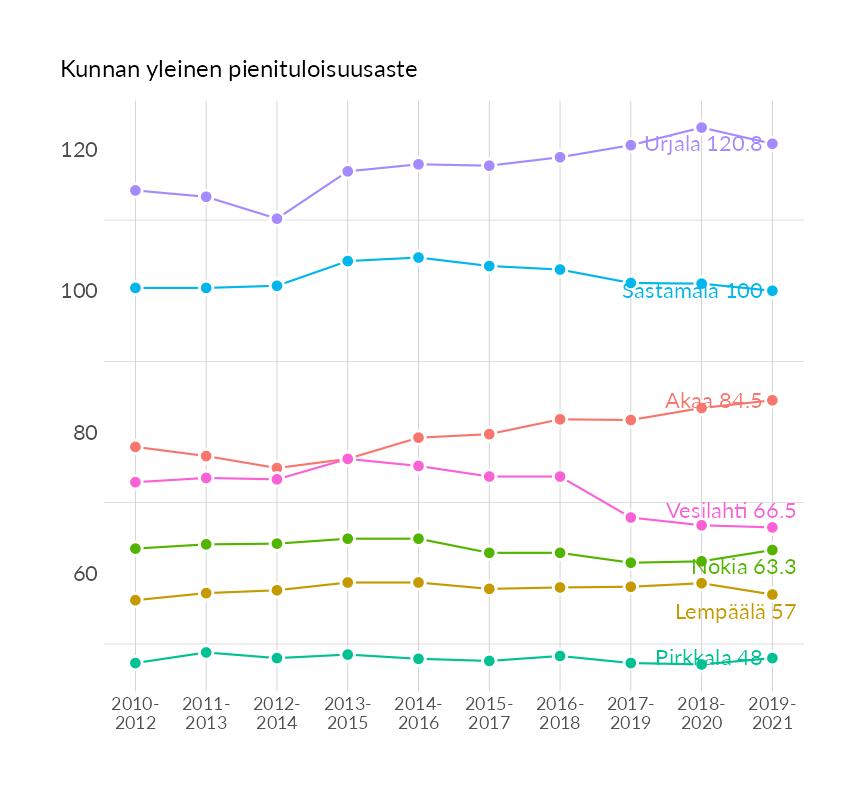 Kunnan yleinen pienituloisuusaste
120
Urjala 120.8
100
Sastamala 100
Akaa 84.5
80
Vesilahti 66.5
Nokia 63.3
60
Lempäälä 57
Pirkkala 48
2010- 2011- 2012- 2013- 2014- 2015- 2016- 2017- 2018- 2019-
2012 2013 2014 2015 2016 2017 2018 2019 2020 2021